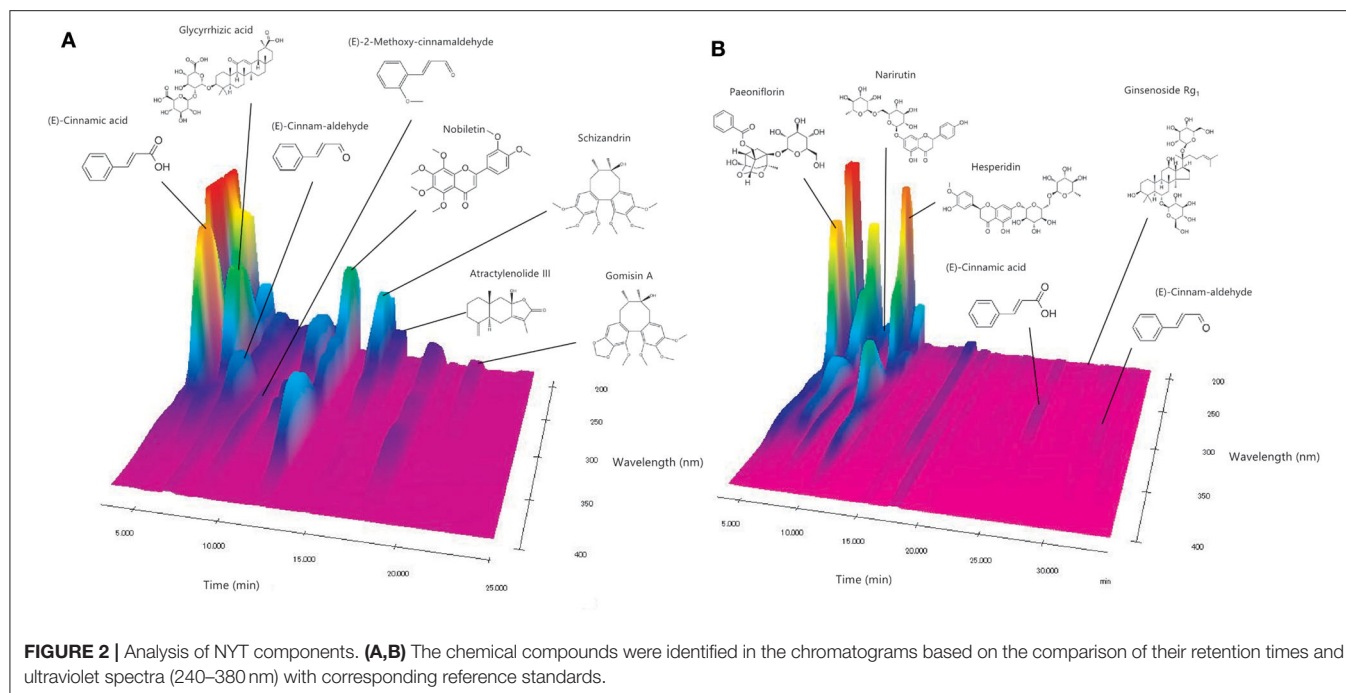 A
Glycyrrhizic acid
(E)-2-Methoxy-cinnamaldehyde
(E)-Cinnamic acid
(E)-Cinnam-aldehyde
Nobiletin
Schizandrin
Atractylenolide III
Gomisin A
200
250
300
Wavelength (nm)
350
400
5.000
10.000
15.000
20.000
25.000
Time (min)
B
Paeoniflorin
Narirutin
Ginsenoside Rg1
Hesperidin
(E)-Cinnamic acid
(E)-Cinnam-aldehyde
200
250
300
Wavelength (nm)
350
400
5.000
10.000
15.000
20.000
30.000
min
Time (min)
FIGURE 2 | Analysis of NYT components. (A,B) The chemical compounds were identified in the chromatograms based on the comparison of their retention times and
ultraviolet spectra (240–380 nm) with corresponding reference standards.